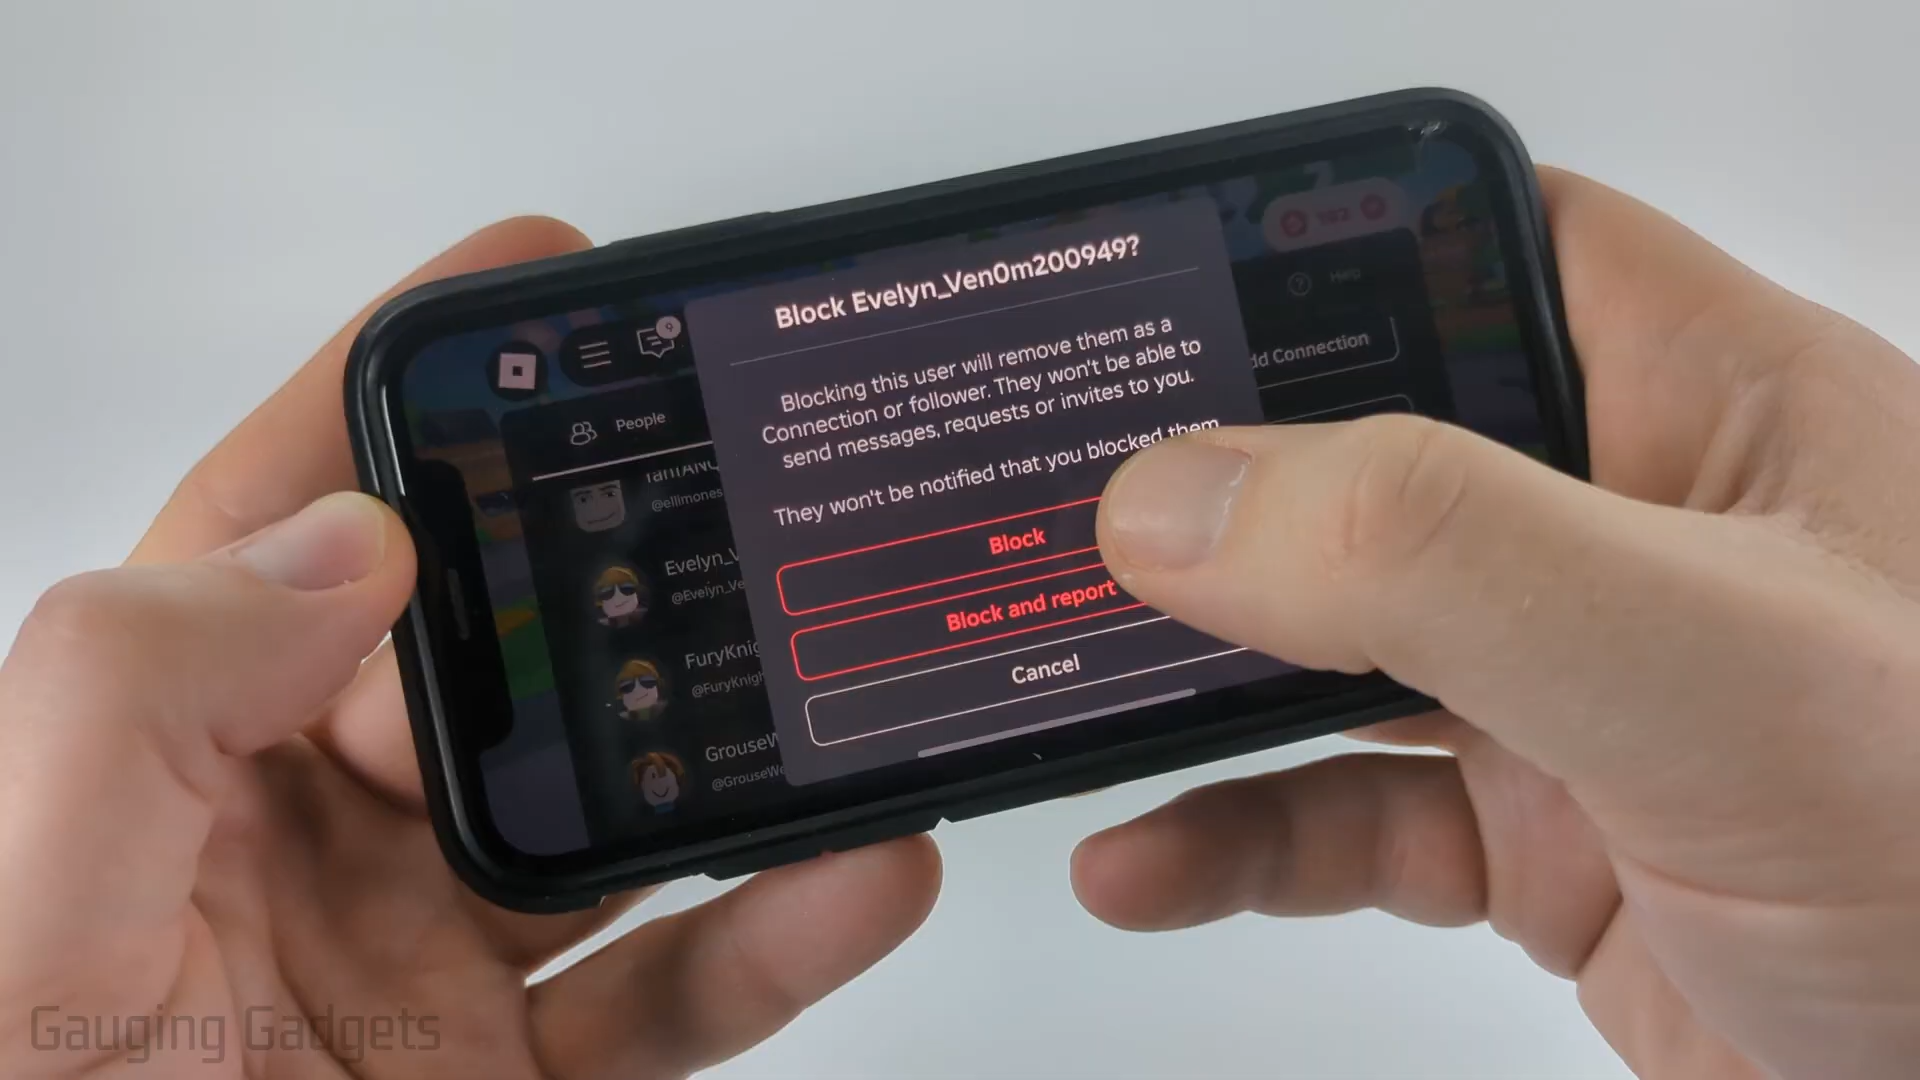 Block Evelyn_Ven0m200949?
Blocking this user will remove them as a
Connection or follower. They won't be able to
send messages, requests or invites to you.
They won't be notified that you blocked them
Block
Block and report
Cancel
9
People
@ellimones
Evelyn_V
@Evelyn_Ve
FuryKnig
@FuryKnigh
GrouseW
@GrouseWe
Help
dd Connection
Gauging Gadgets